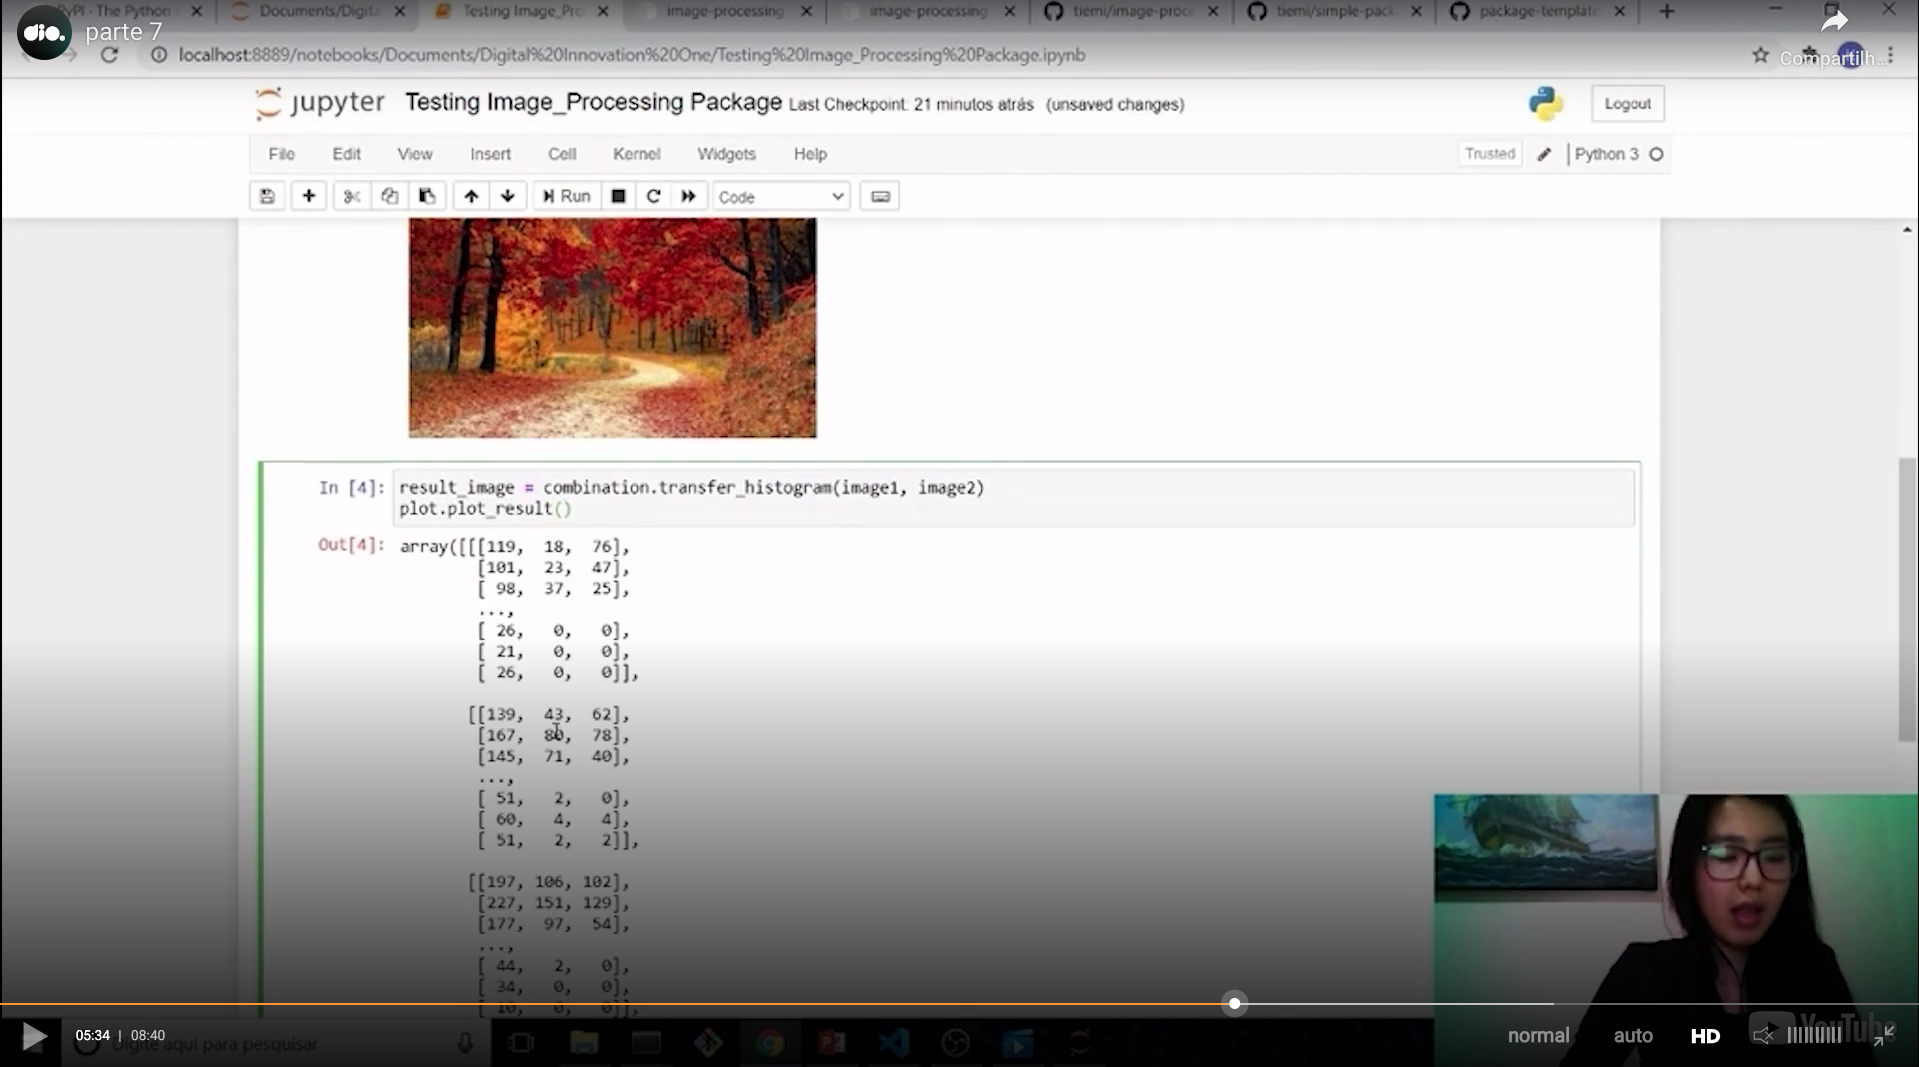 PyPI · The Python
Documents/Digita
Testing Image_Pro
image-processing
image-processing
tiemi/image-proc
tiemi/simple-pack
package-template
dio.
parte 7
localhost:8889/notebooks/Documents/Digital%20Innovation%20One/Testing%20Image_Processing%20Package.ipynb
Compartilh...
jupyter Testing Image_Processing Package Last Checkpoint: 21 minutos atrás (unsaved changes)
Logout
File Edit View Insert Cell Kernel Widgets Help
Trusted
Python 3
Run
Code
In [4]: result_image = combination.transfer_histogram(image1, image2)
plot.plot_result()
Out[4]: array([[[119, 18, 76],
[101, 23, 47],
[ 98, 37, 25],
...,
[ 26, 0, 0],
[ 21, 0, 0],
[ 26, 0, 0]],
[[139, 43, 62],
[167, 80, 78],
[145, 71, 40],
...,
[ 51, 2, 0],
[ 60, 4, 4],
[ 51, 2, 2]],
[[197, 106, 102],
[227, 151, 129],
[177, 97, 54],
...,
[ 44, 2, 0],
[ 34, 0, 0],
[ 10, 0, 0]],
05:34 | 08:40
Digite aqui para pesquisar
normal
auto
HD
YouTube